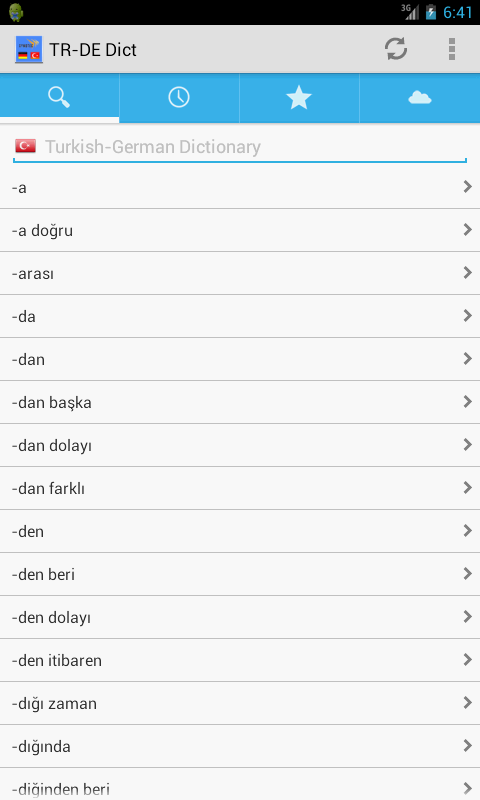 3G 6:41
TR-DE Dict
Turkish-German Dictionary
-a
-a doğru
-arası
-da
-dan
-dan başka
-dan dolayı
-dan farklı
-den
-den beri
-den dolayı
-den itibaren
-dığı zaman
-dığında
-diğinden beri